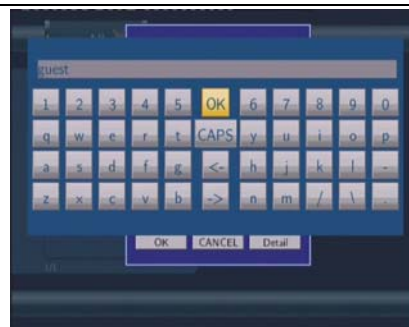 guest
1 2 3 4 5 OK 6 7 8 9 0
q w e r t CAPS y u i o p
a s d f g <- h j k l -
z x c v b -> n m / \ .
OK CANCEL Detail